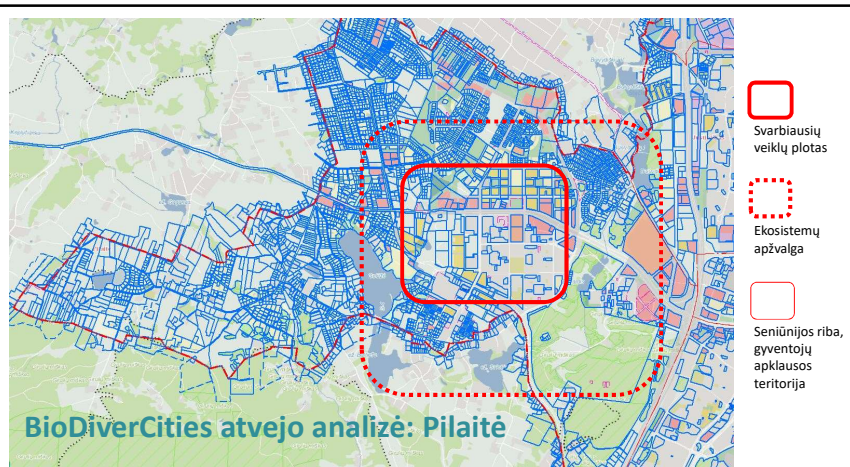 Svarbiausių
veiklų plotas
Ekosistemų
apžvalga
Seniūnijos riba,
gyventojų
apklausos
teritorija
BioDiverCities atvejo analizė: Pilaitė